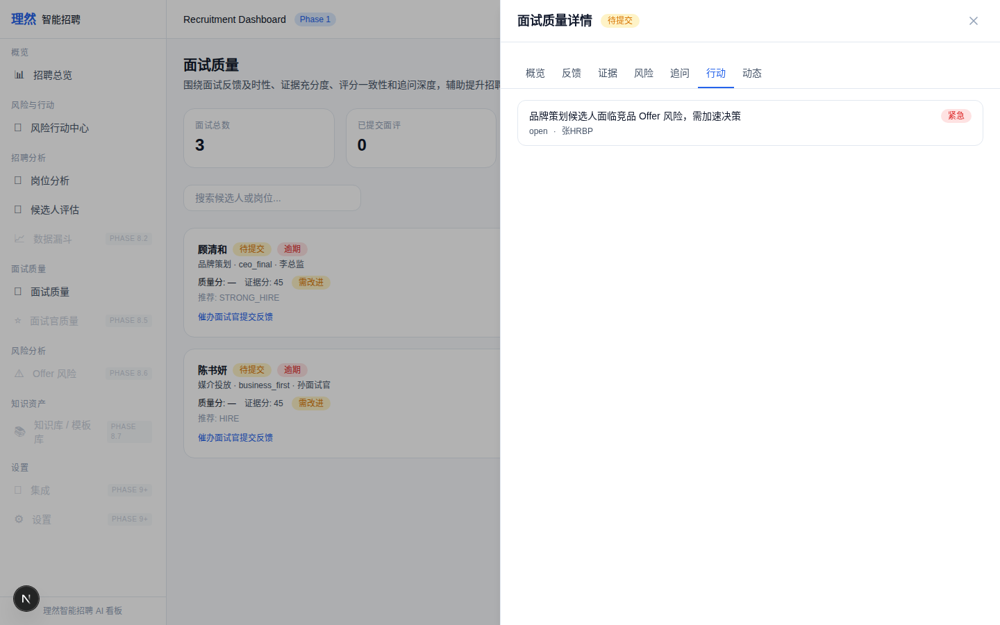 理然 智能招聘
概览
招聘总览
风险与行动
风险行动中心
招聘分析
岗位分析
候选人评估
数据漏斗 PHASE 8.2
面试质量
面试质量
面试官质量 PHASE 8.5
风险分析
Offer 风险 PHASE 8.6
知识资产
知识库 / 模板
库
PHASE
8.7
设置
集成 PHASE 9+
设置 PHASE 9+
理然智能招聘 AI 看板
Recruitment Dashboard Phase 1
面试质量
围绕面试反馈及时性、证据充分度、评分一致性和追问深度，辅助提升招聘
面试总数
3
已提交面评
0
搜索候选人或岗位...
顾清和 待提交 逾期
品牌策划 · ceo_final · 李总监
质量分: — 证据分: 45 需改进
推荐: STRONG_HIRE
催办面试官提交反馈
陈书妍 待提交 逾期
媒介投放 · business_first · 孙面试官
质量分: — 证据分: 45 需改进
推荐: HIRE
催办面试官提交反馈
面试质量详情 待提交
概览 反馈 证据 风险 追问 行动 动态
品牌策划候选人面临竞品 Offer 风险，需加速决策 紧急
open · 张HRBP